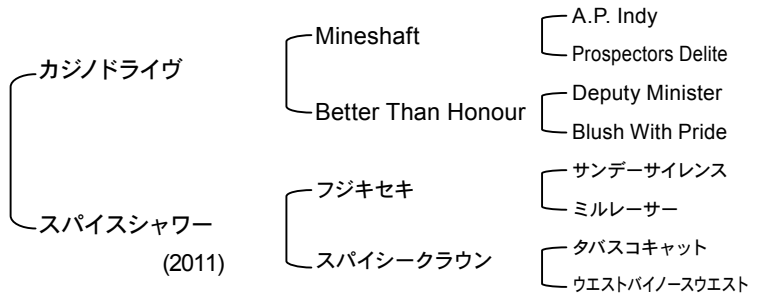 カジノドライヴ
Mineshaft
A.P. Indy
Prospectors Delite
Better Than Honour
Deputy Minister
Blush With Pride
スパイスシャワー
(2011)
フジキセキ
サンデーサイレンス
ミルレーサー
スパイシークラウン
タバスコキャット
ウエストバイノースウエスト